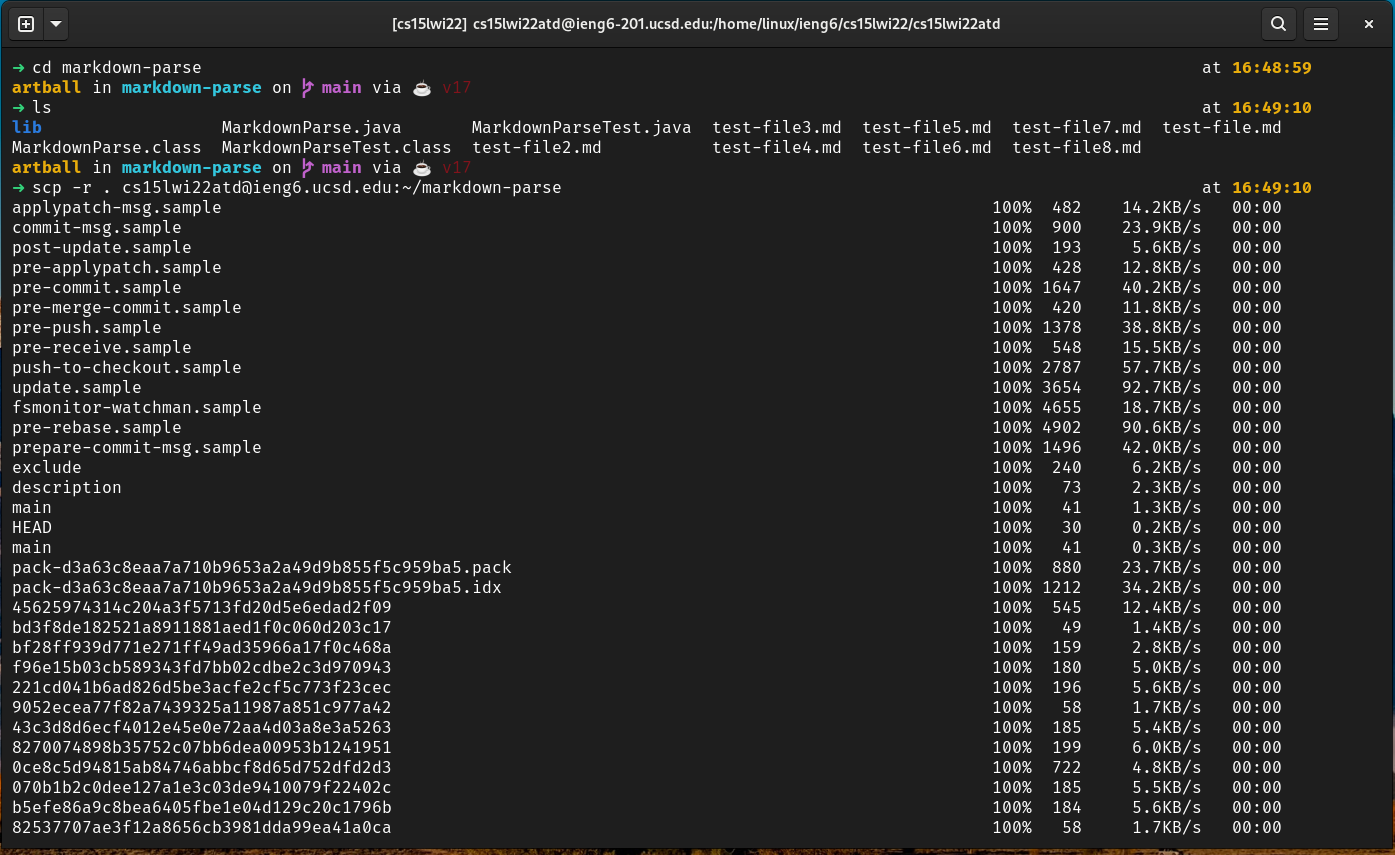 [cs15lwi22] cs15lwi22atd@ieng6-201.ucsd.edu:/home/linux/ieng6/cs15lwi22/cs15lwi22atd
→ cd markdown-parse at 16:48:59
artball in markdown-parse on main via ☕ v17
→ ls at 16:49:10
lib MarkdownParse.java MarkdownParseTest.java test-file3.md test-file5.md test-file7.md test-file.md
MarkdownParse.class MarkdownParseTest.class test-file2.md test-file4.md test-file6.md test-file8.md
artball in markdown-parse on main via ☕ v17
→ scp -r . cs15lwi22atd@ieng6.ucsd.edu:~/markdown-parse at 16:49:10
applypatch-msg.sample 100% 482 14.2KB/s 00:00
commit-msg.sample 100% 900 23.9KB/s 00:00
post-update.sample 100% 193 5.6KB/s 00:00
pre-applypatch.sample 100% 428 12.8KB/s 00:00
pre-commit.sample 100% 1647 40.2KB/s 00:00
pre-merge-commit.sample 100% 420 11.8KB/s 00:00
pre-push.sample 100% 1378 38.8KB/s 00:00
pre-receive.sample 100% 548 15.5KB/s 00:00
push-to-checkout.sample 100% 2787 57.7KB/s 00:00
update.sample 100% 3654 92.7KB/s 00:00
fsmonitor-watchman.sample 100% 4655 18.7KB/s 00:00
pre-rebase.sample 100% 4902 90.6KB/s 00:00
prepare-commit-msg.sample 100% 1496 42.0KB/s 00:00
exclude 100% 240 6.2KB/s 00:00
description 100% 73 2.3KB/s 00:00
main 100% 41 1.3KB/s 00:00
HEAD 100% 30 0.2KB/s 00:00
main 100% 41 0.3KB/s 00:00
pack-d3a63c8eaa7a710b9653a2a49d9b855f5c959ba5.pack 100% 880 23.7KB/s 00:00
pack-d3a63c8eaa7a710b9653a2a49d9b855f5c959ba5.idx 100% 1212 34.2KB/s 00:00
45625974314c204a3f5713fd20d5e6edad2f09 100% 545 12.4KB/s 00:00
bd3f8de182521a8911881aed1f0c060d203c17 100% 49 1.4KB/s 00:00
bf28ff939d771e271ff49ad35966a17f0c468a 100% 159 2.8KB/s 00:00
f96e15b03cb589343fd7bb02cdbe2c3d970943 100% 180 5.0KB/s 00:00
221cd041b6ad826d5be3acfe2cf5c773f23cec 100% 196 5.6KB/s 00:00
9052ecea77f82a7439325a11987a851c977a42 100% 58 1.7KB/s 00:00
43c3d8d6ecf4012e45e0e72aa4d03a8e3a5263 100% 185 5.4KB/s 00:00
8270074898b35752c07bb6dea00953b1241951 100% 199 6.0KB/s 00:00
0ce8c5d94815ab84746abbcf8d65d752dfd2d3 100% 722 4.8KB/s 00:00
070b1b2c0dee127a1e3c03de9410079f22402c 100% 185 5.5KB/s 00:00
b5efe86a9c8bea6405fbe1e04d129c20c1796b 100% 184 5.6KB/s 00:00
82537707ae3f12a8656cb3981dda99ea41a0ca 100% 58 1.7KB/s 00:00